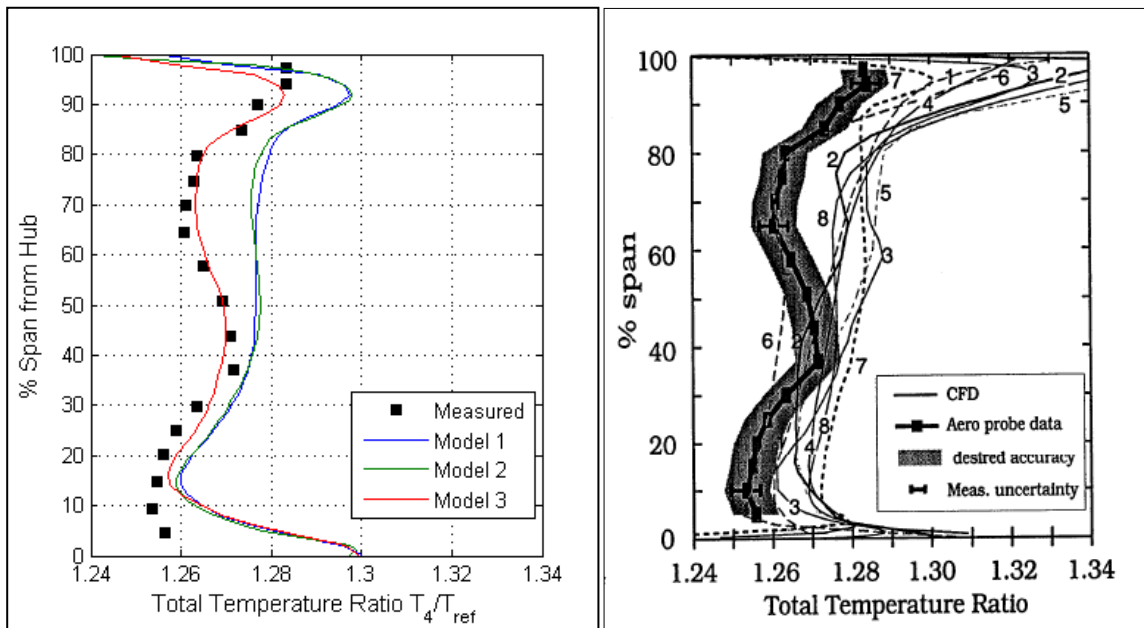 100
90
80
70
60
50
40
30
20
10
0
% Span from Hub
Measured
Model 1
Model 2
Model 3
1.24 1.26 1.28 1.3 1.32 1.34
Total Temperature Ratio T4/Tref
100
80
60
40
20
0
% span
7 1 6 3 2
4 5
2
5
8
3
6 2
7
8
4
3
CFD
Aero probe data
desired accuracy
Meas. uncertainty
1.24 1.26 1.28 1.30 1.32 1.34
Total Temperature Ratio